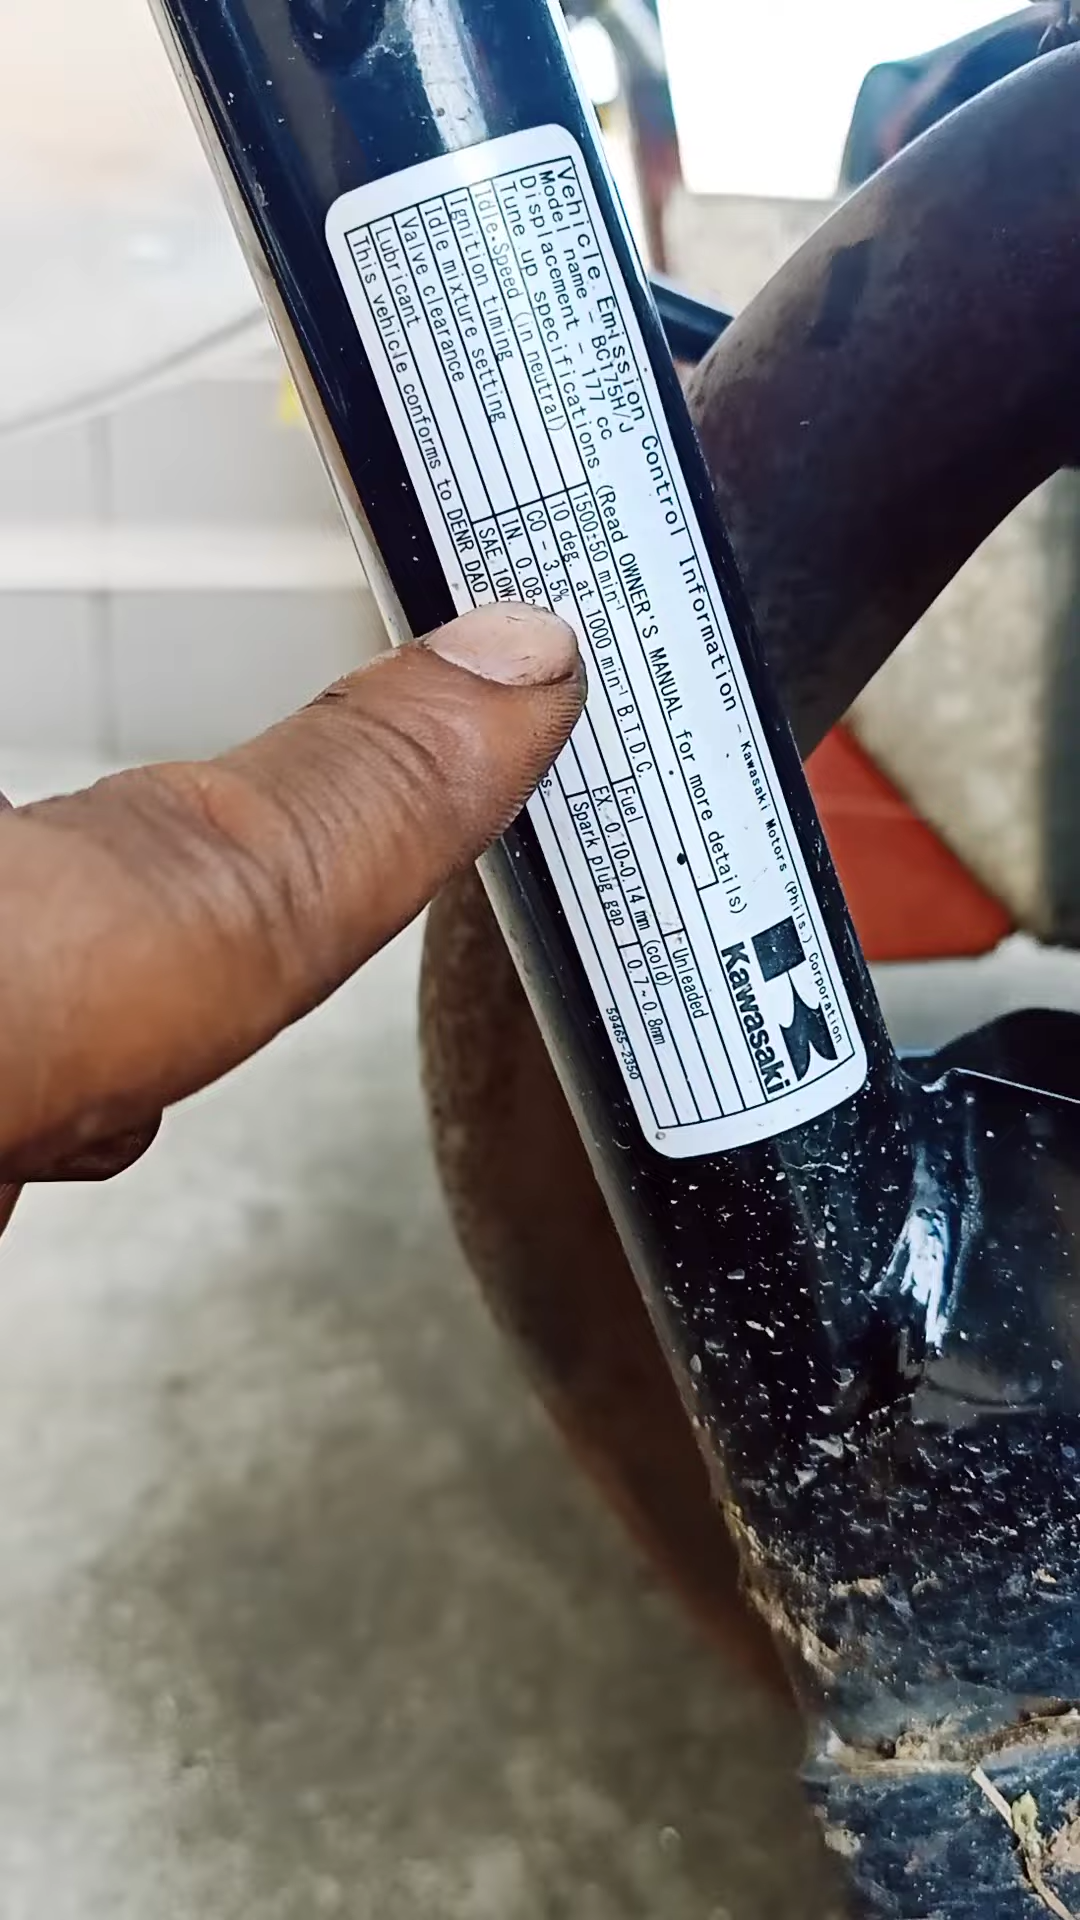 Vehicle Emission Control Information - Kawasaki Motors (Phils.) Corporation
Model name - BC175H/J
Displacement - 177 cc
Tune up specifications (Read OWNER'S MANUAL for more details)
Idle Speed (in neutral) 1500±50 min⁻¹
Ignition timing 10 deg. at 1000 min⁻¹ B.T.D.C. Fuel Unleaded
Idle mixture setting CO - 3.5%
Valve clearance IN. 0.08~ EX. 0.10~0.14 mm (cold)
Lubricant SAE 10W- Spark plug gap 0.7~0.8mm
This vehicle conforms to DENR DAO
59465-2350
Kawasaki